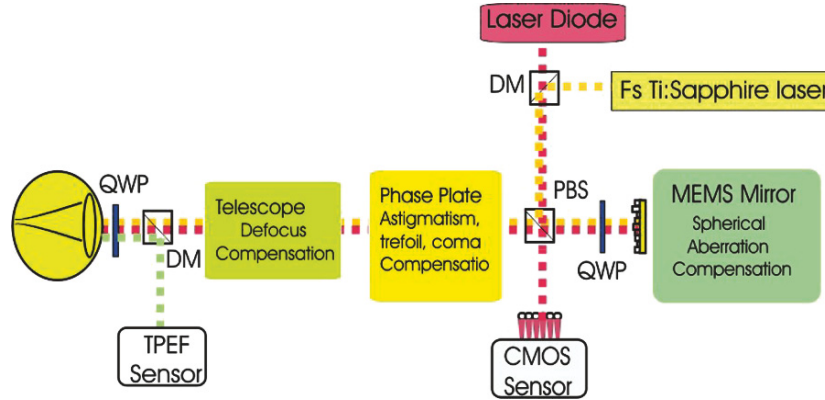 Laser Diode
DM
Fs Ti:Sapphire laser
QWP
Telescope
Defocus
Compensation
Phase Plate
Astigmatism,
trefoil, coma
Compensatio
PBS
MEMS Mirror
Spherical
Aberration
Compensation
DM
QWP
TPEF
Sensor
CMOS
Sensor